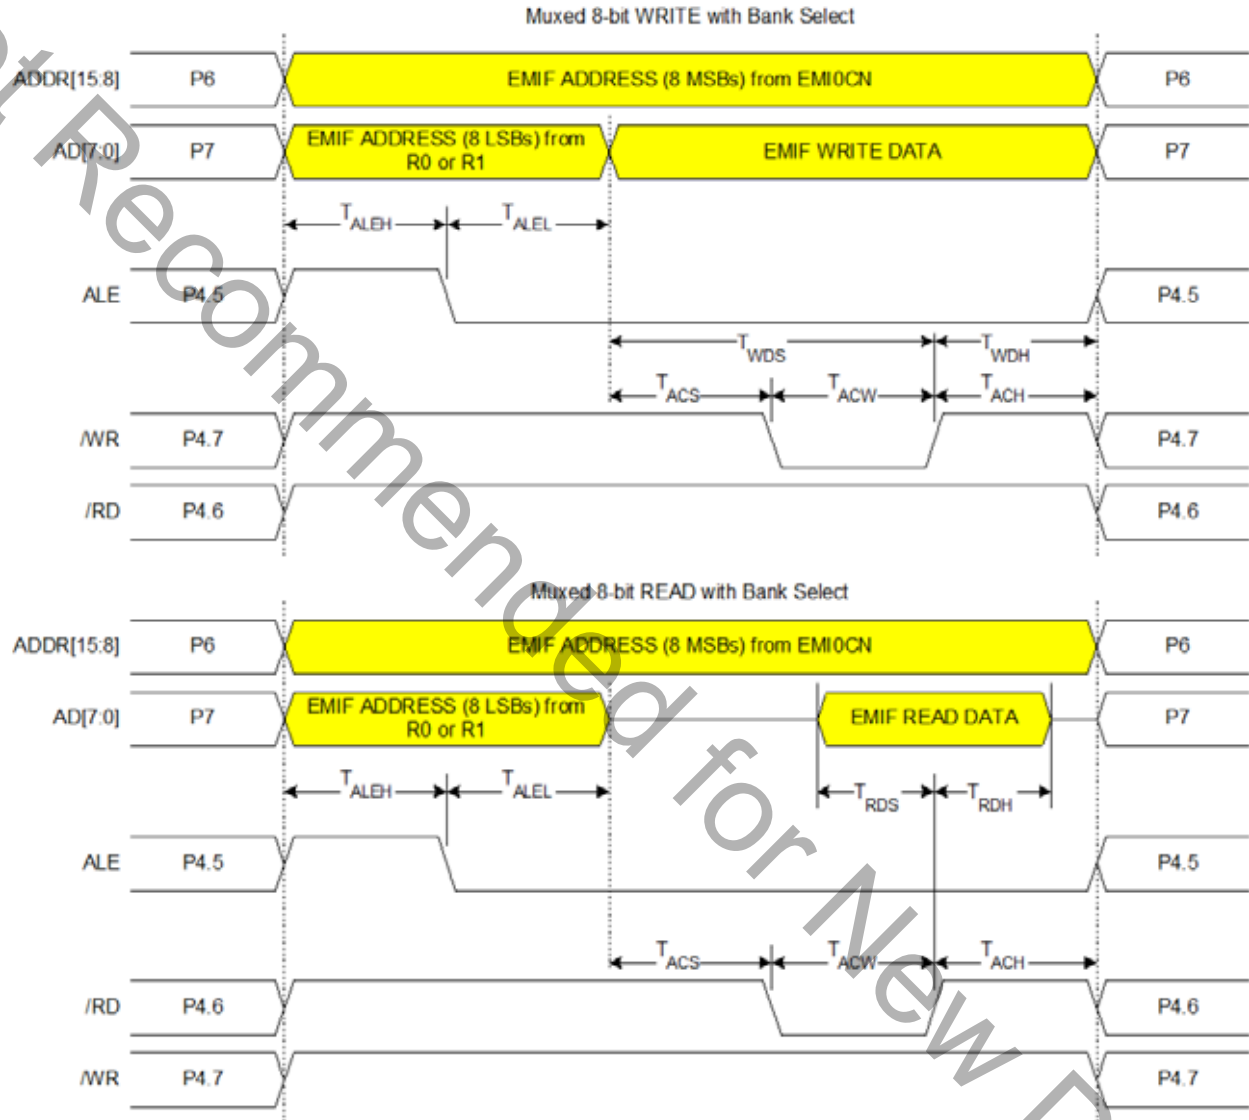 Muxed 8-bit WRITE with Bank Select
ADDR[15:8] P6 EMIF ADDRESS (8 MSBs) from EMI0CN P6
AD[7:0] P7 EMIF ADDRESS (8 LSBs) from
R0 or R1 EMIF WRITE DATA P7
TALEH TALEL
ALE P4.5 P4.5
TWDS TWDH
TACS TACW TACH
/WR P4.7 P4.7
/RD P4.6 P4.6
Muxed 8-bit READ with Bank Select
ADDR[15:8] P6 EMIF ADDRESS (8 MSBs) from EMI0CN P6
AD[7:0] P7 EMIF ADDRESS (8 LSBs) from
R0 or R1 EMIF READ DATA P7
TALEH TALEL TRDS TRDH
ALE P4.5 P4.5
TACS TACW TACH
/RD P4.6 P4.6
/WR P4.7 P4.7
Recommended for New